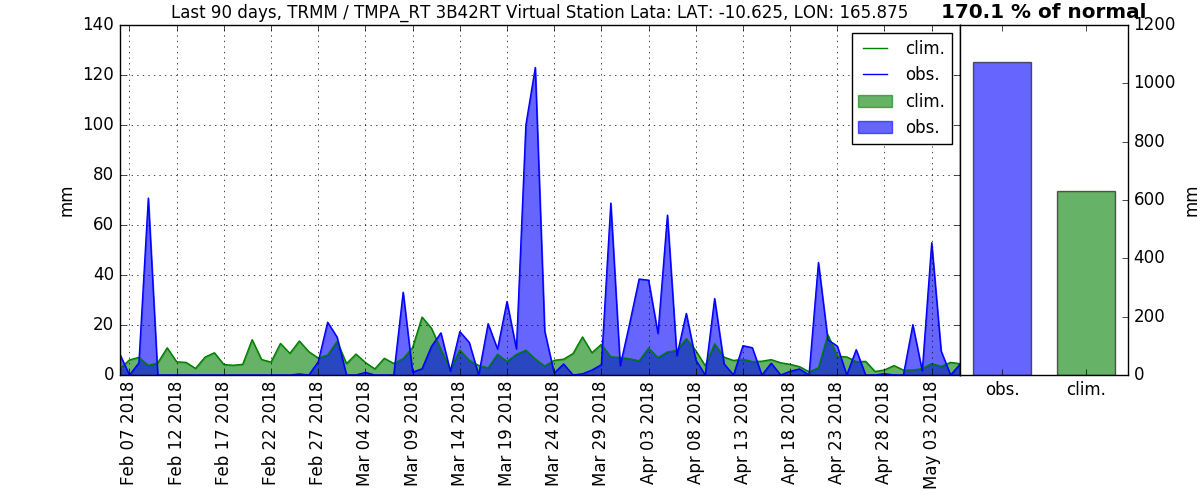 Last 90 days, TRMM / TMPA_RT 3B42RT Virtual Station Lata: LAT: -10.625, LON: 165.875
170.1 % of normal
mm
140
120
100
80
60
40
20
0
clim.
obs.
clim.
obs.
Feb 07 2018
Feb 12 2018
Feb 17 2018
Feb 22 2018
Feb 27 2018
Mar 04 2018
Mar 09 2018
Mar 14 2018
Mar 19 2018
Mar 24 2018
Mar 29 2018
Apr 03 2018
Apr 08 2018
Apr 13 2018
Apr 18 2018
Apr 23 2018
Apr 28 2018
May 03 2018
1200
1000
800
600
400
200
0
mm
obs.
clim.